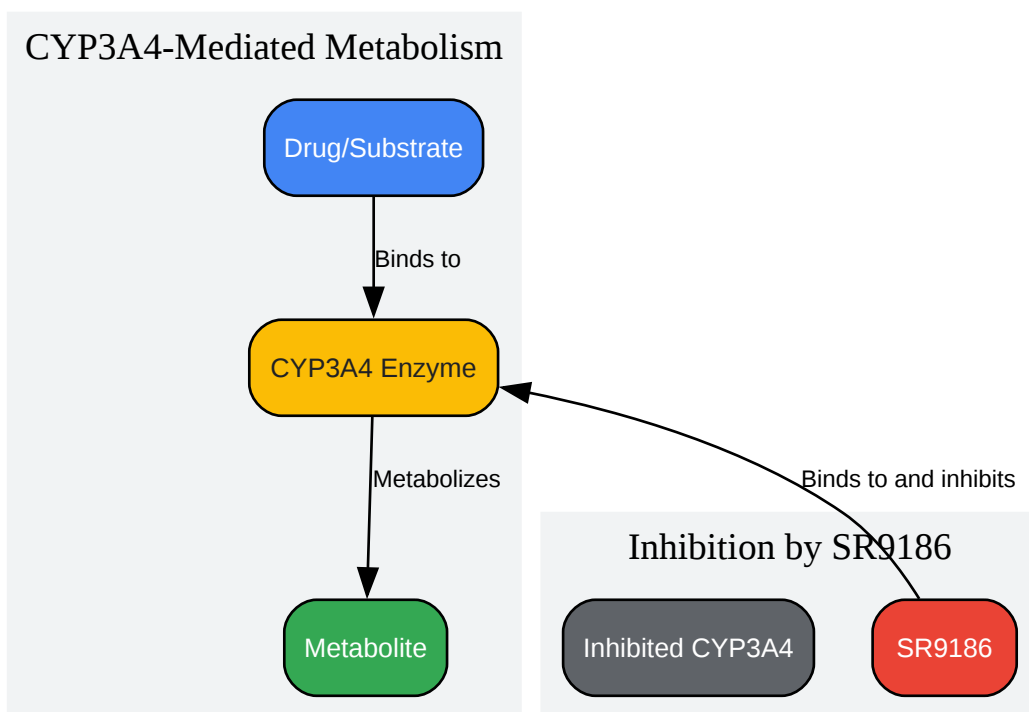 CYP3A4-Mediated Metabolism
Drug/Substrate
Binds to
CYP3A4 Enzyme
Metabolizes
Metabolite
Binds to and inhibits
Inhibition by SR9186
Inhibited CYP3A4
SR9186